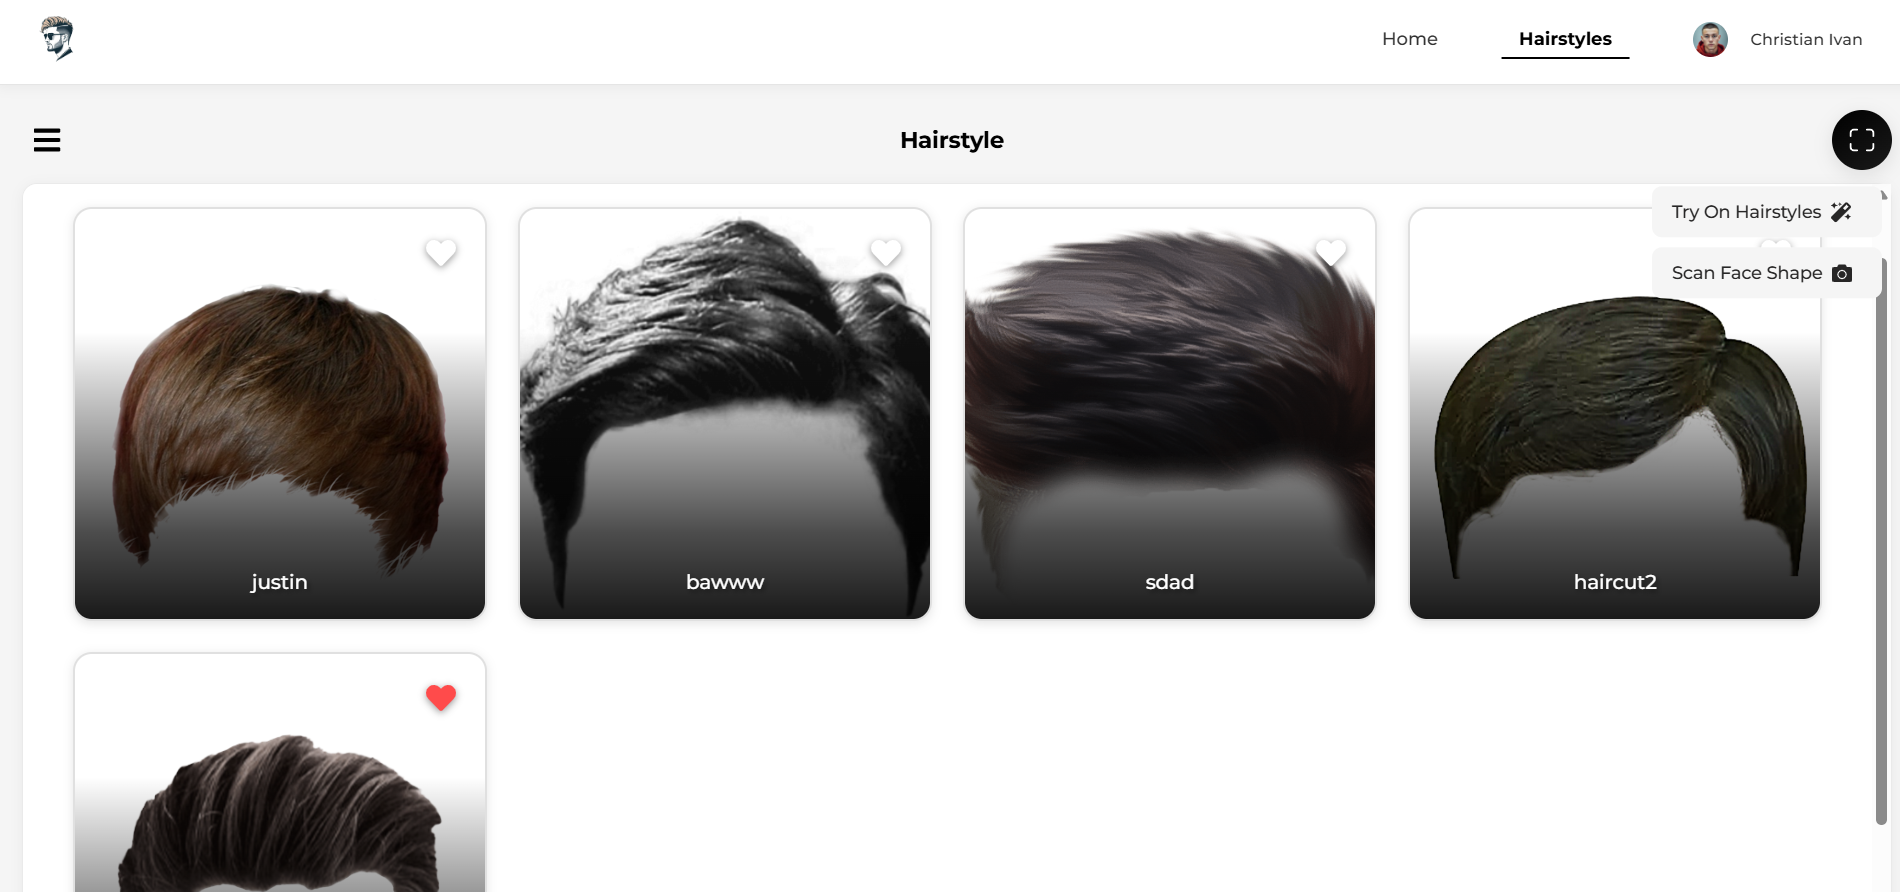 Home
Hairstyles
Christian Ivan
Hairstyle
Try On Hairstyles
Scan Face Shape
justin
bawww
sdad
haircut2